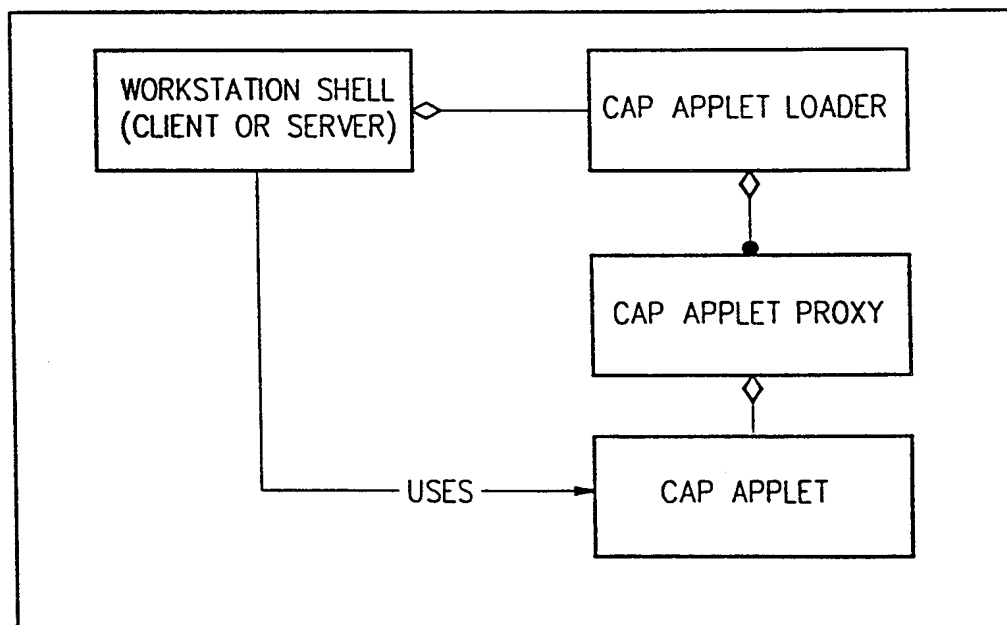 WORKSTATION SHELL
(CLIENT OR SERVER)
CAP APPLET LOADER
CAP APPLET PROXY
CAP APPLET
USES